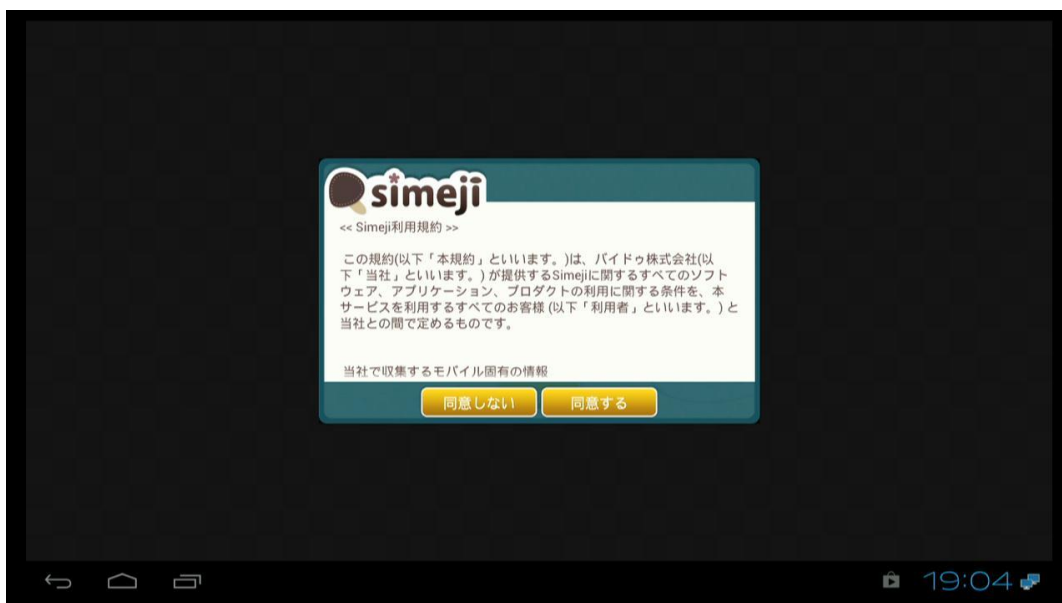 simeji
<< Simeji利用規約 >>
この規約(以下「本規約」といいます。)は、バイドゥ株式会社(以
下「当社」といいます。) が提供するSimejiに関するすべてのソフト
ウェア、アプリケーション、プロダクトの利用に関する条件を、本
サービスを利用するすべてのお客様 (以下「利用者」といいます。) と
当社との間で定めるものです。
当社で収集するモバイル固有の情報
同意しない 同意する
19:04